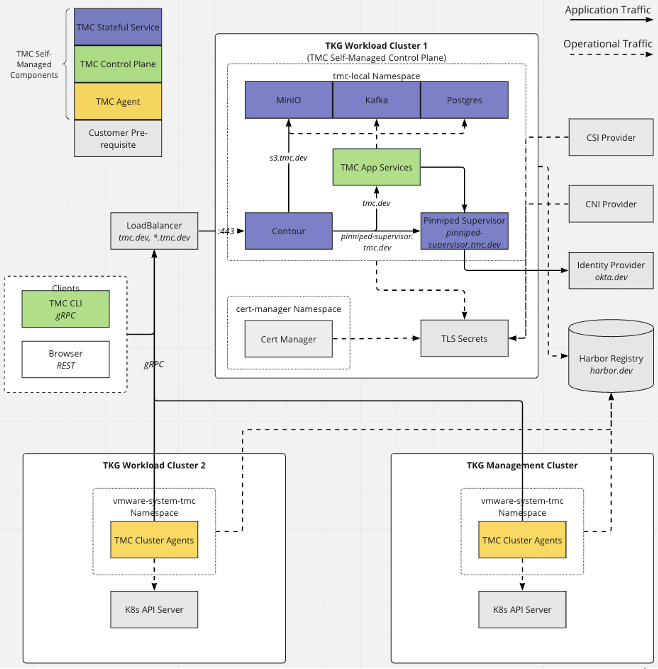 Application Traffic
Operational Traffic
TMC Self-
Managed
Components
TMC Stateful Service
TMC Control Plane
TMC Agent
Customer Pre-
requisite
TKG Workload Cluster 1
(TMC Self-Managed Control Plane)
tmc-local Namespace
MinIO
Kafka
Postgres
s3.tmc.dev
TMC App Services
tmc.dev
CSI Provider
CNI Provider
LoadBalancer
tmc.dev, *.tmc.dev
:443
Contour
pinniped-supervisor.
tmc.dev
Pinniped Supervisor
pinniped-
supervisor.tmc.dev
Identity Provider
okta.dev
Clients
TMC CLI
gRPC
Browser
REST
gRPC
cert-manager Namespace
Cert Manager
TLS Secrets
Harbor Registry
harbor.dev
TKG Workload Cluster 2
vmware-system-tmc
Namespace
TMC Cluster Agents
K8s API Server
TKG Management Cluster
vmware-system-tmc
Namespace
TMC Cluster Agents
K8s API Server